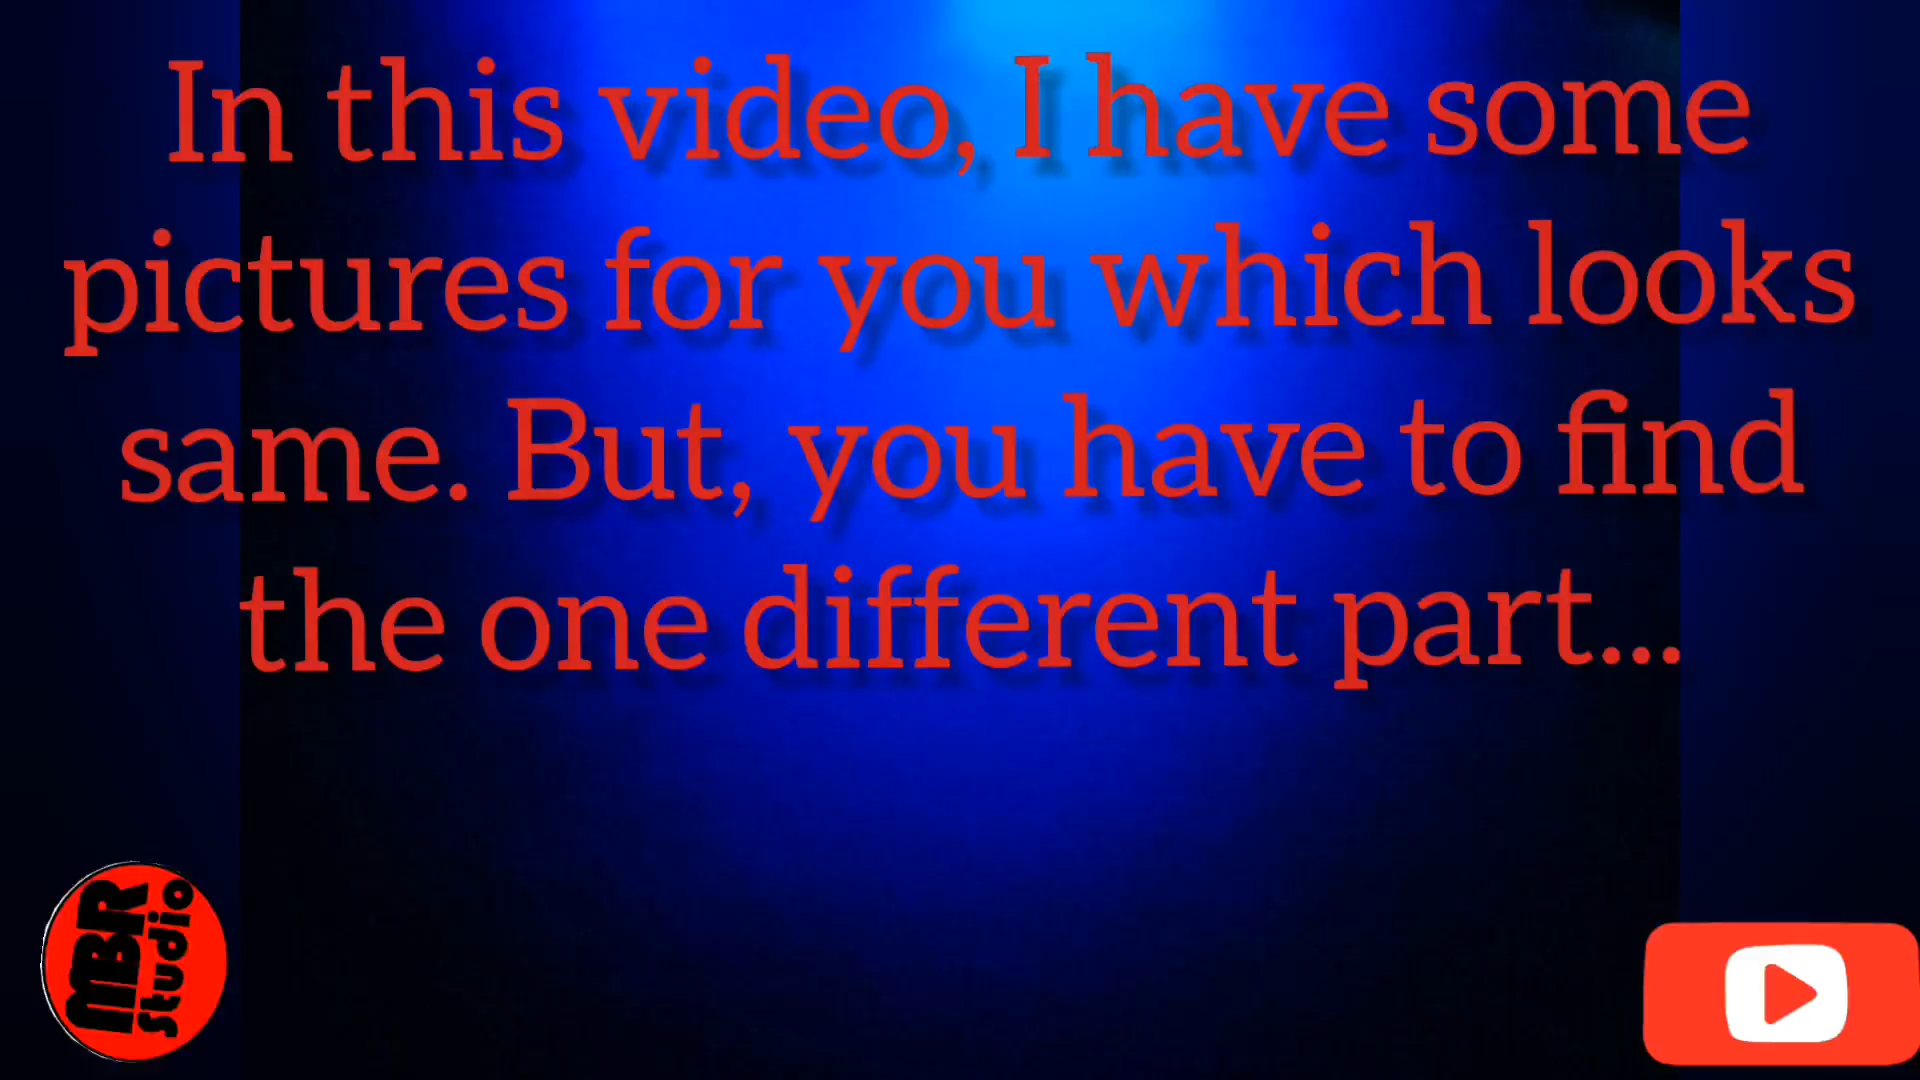 In this video, I have some
pictures for you which looks
same. But, you have to find
the one different part...
MBR
Studio